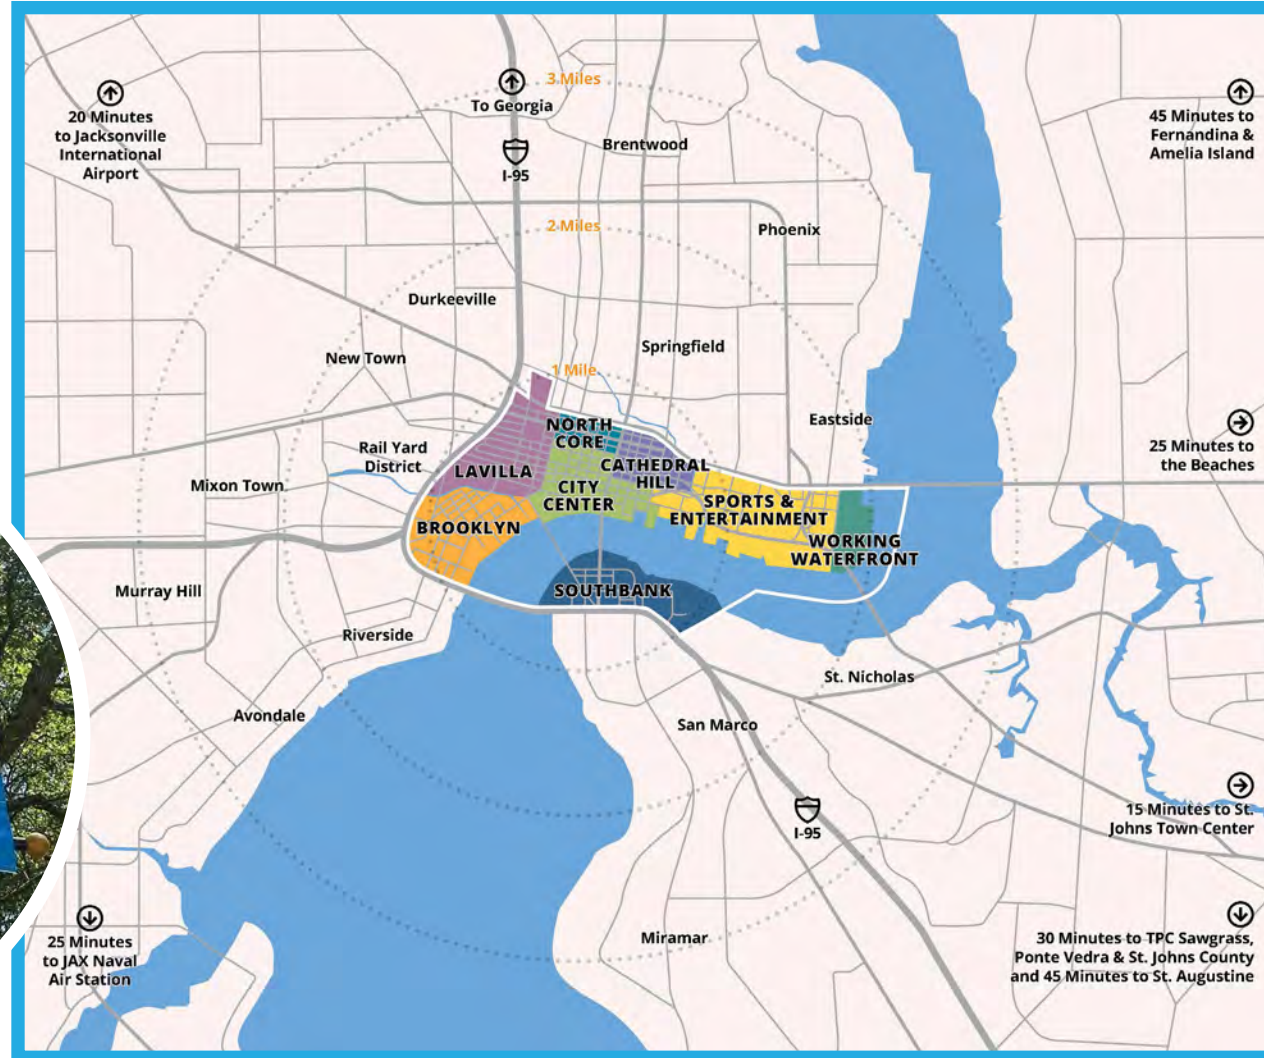 3 Miles
To Georgia
I-95
20 Minutes
to Jacksonville
International
Airport
45 Minutes to
Fernandina &
Amelia Island
Brentwood
2 Miles
Phoenix
Durkeeville
Springfield
New Town
1 Mile
Eastside
NORTH
CORE
Rail Yard
District
LAVILLA
CATHEDRAL
HILL
25 Minutes to
the Beaches
Mixon Town
CITY
CENTER
SPORTS &
ENTERTAINMENT
BROOKLYN
WORKING
WATERFRONT
Murray Hill
SOUTHBANK
Riverside
St. Nicholas
Avondale
San Marco
I-95
15 Minutes to St.
Johns Town Center
25 Minutes
to JAX Naval
Air Station
Miramar
30 Minutes to TPC Sawgrass,
Ponte Vedra & St. Johns County
and 45 Minutes to St. Augustine